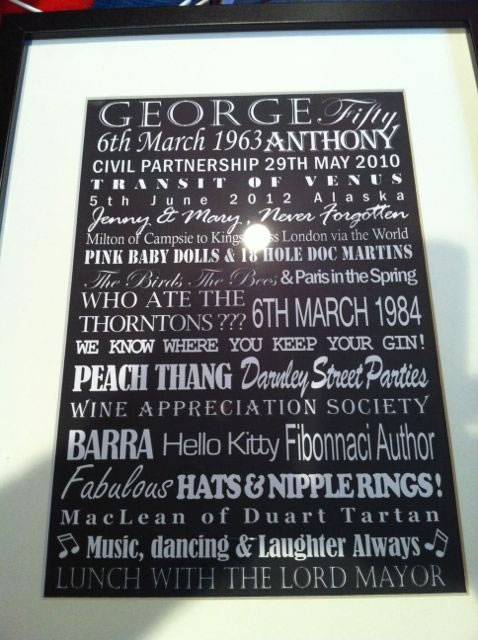 GEORGE Fifty
6th March 1963 ANTHONY
CIVIL PARTNERSHIP 29TH MAY 2010
TRANSIT OF VENUS
5th June 2012 Alaska
Jenny & Mary, Never Forgotten
Milton of Campsie to London via the World
PINK BABY DOLLS & 18 HOLE DOC MARTINS
The Birds The Bees & Paris in the Spring
WHO ATE THE
THORNTONS ??? 6TH MARCH 1984
WE KNOW WHERE YOU KEEP YOUR GIN!
PEACH THANG Darnley Street Parties
WINE APPRECIATION SOCIETY
BARRA Hello Kitty Fibonnaci Author
Fabulous HATS & NIPPLE RINGS!
MacLean of Duart Tartan
Music, dancing & Laughter Always
LUNCH WITH THE LORD MAYOR